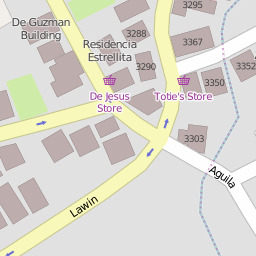 De Guzman
Building
3295
3288
3367
Residencia
Estrellita
3290
3352
3350
De Jesus
Store
Totie's Store
3303
Aguila
Lawin